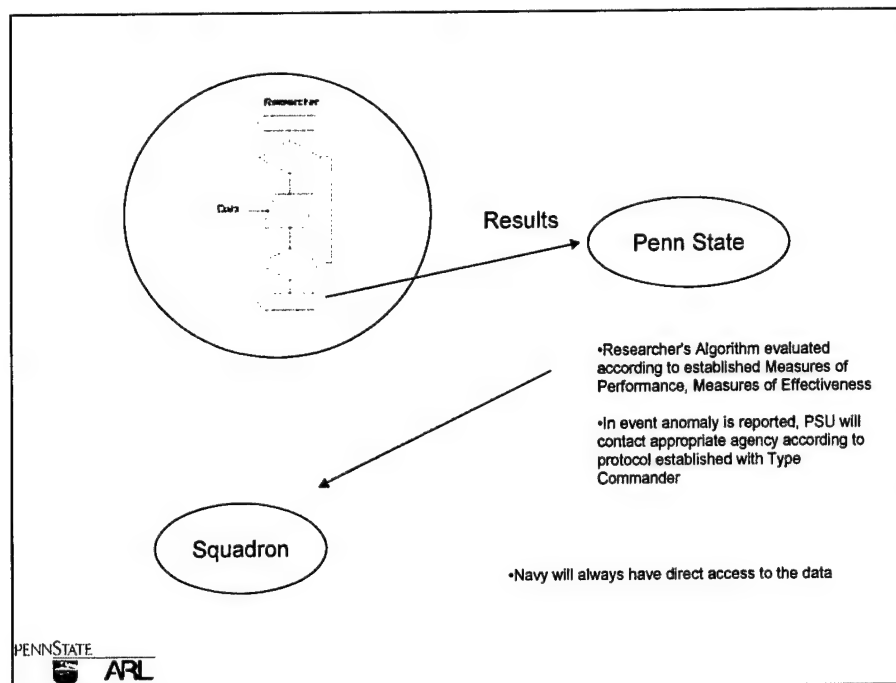 Researcher
Data
Results
Penn State
•Researcher's Algorithm evaluated
according to established Measures of
Performance, Measures of Effectiveness
•In event anomaly is reported, PSU will
contact appropriate agency according to
protocol established with Type
Commander
Squadron
•Navy will always have direct access to the data
PENNSTATE
ARL